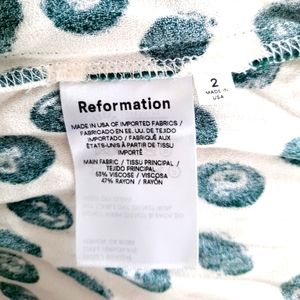 Reformation
MADE IN USA OF IMPORTED FABRICS /
FABRICADO EN EE. UU. DE TEJIDO
IMPORTADO / FABRIQUÉ AUX
ÉTATS-UNIS À PARTIR DE TISSU
IMPORTÉ
MAIN FABRIC / TISSU PRINCIPAL /
TEJIDO PRINCIPAL
53% VISCOSE / VISCOSA
47% RAYON / RAYÓN
2
MADE IN
USA